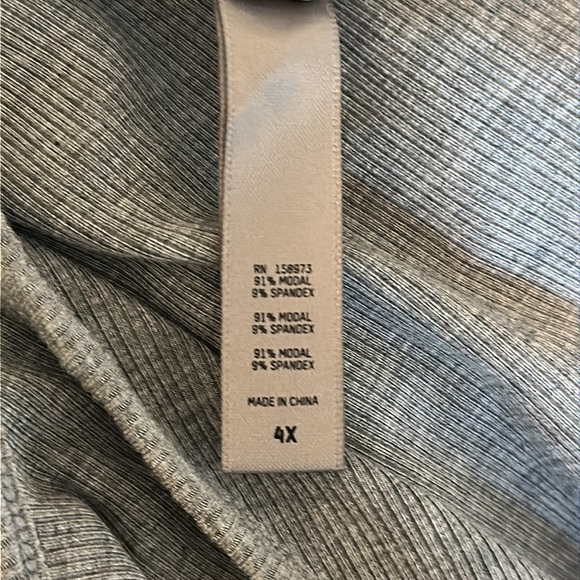 RN 158973
91% MODAL
9% SPANDEX
91% MODAL
9% SPANDEX
91% MODAL
9% SPANDEX
MADE IN CHINA
4X